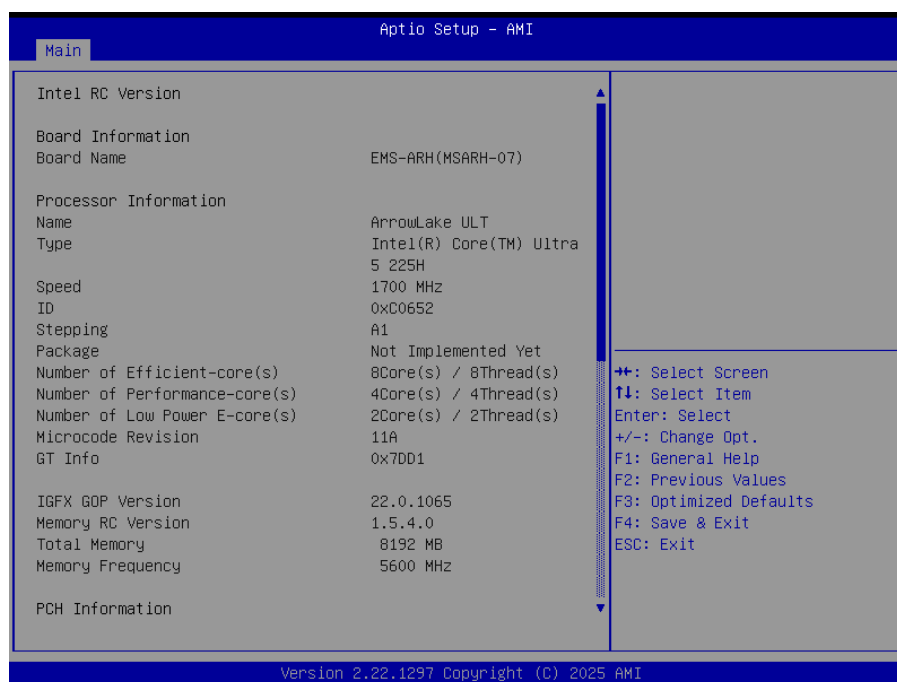 Aptio Setup – AMI
Main
Intel RC Version
Board Information
Board Name EMS-ARH(MSARH-07)
Processor Information
Name ArrowLake ULT
Type Intel(R) Core(TM) Ultra
5 225H
Speed 1700 MHz
ID 0xC0652
Stepping A1
Package Not Implemented Yet
Number of Efficient-core(s) 8Core(s) / 8Thread(s)
Number of Performance-core(s) 4Core(s) / 4Thread(s)
Number of Low Power E-core(s) 2Core(s) / 2Thread(s)
Microcode Revision 11A
GT Info 0x7DD1
IGFX GOP Version 22.0.1065
Memory RC Version 1.5.4.0
Total Memory 8192 MB
Memory Frequency 5600 MHz
PCH Information
→←: Select Screen
↑↓: Select Item
Enter: Select
+/-: Change Opt.
F1: General Help
F2: Previous Values
F3: Optimized Defaults
F4: Save & Exit
ESC: Exit
Version 2.22.1297 Copyright (C) 2025 AMI